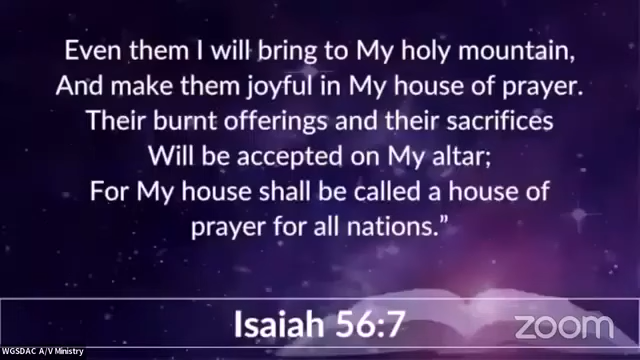 Even them I will bring to My holy mountain,
And make them joyful in My house of prayer.
Their burnt offerings and their sacrifices
Will be accepted on My altar;
For My house shall be called a house of
prayer for all nations.”
Isaiah 56:7
zoom
WGSDAC A/V Ministry